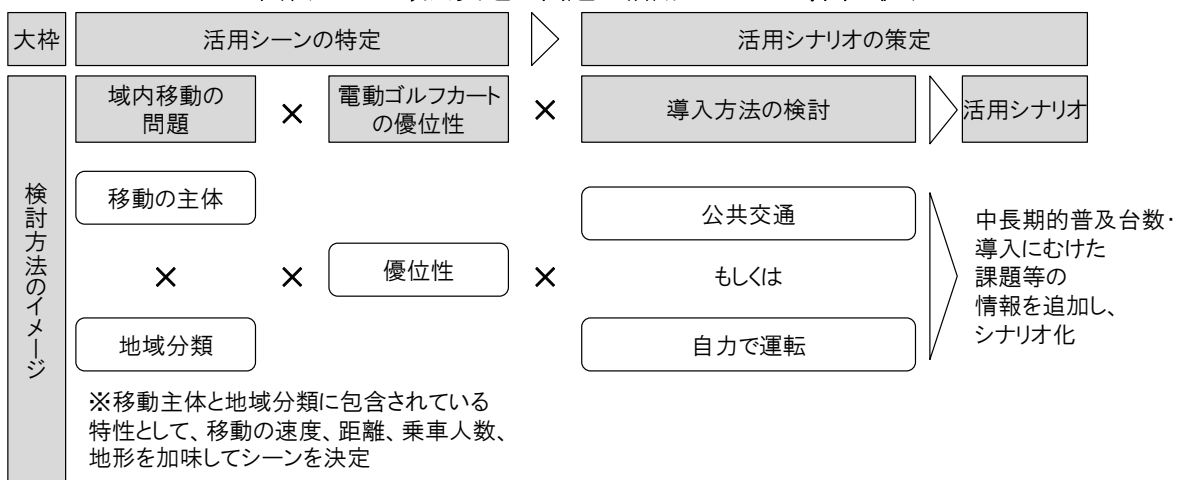 大枠
活用シーンの特定
活用シナリオの策定
域内移動の
問題
×
電動ゴルフカート
の優位性
×
導入方法の検討
活用シナリオ
検討方法のイメージ
移動の主体
×
地域分類
×
優位性
×
公共交通
もしくは
自力で運転
中長期的普及台数・
導入にむけた
課題等の
情報を追加し、
シナリオ化
※移動主体と地域分類に包含されている
特性として、移動の速度、距離、乗車人数、
地形を加味してシーンを決定